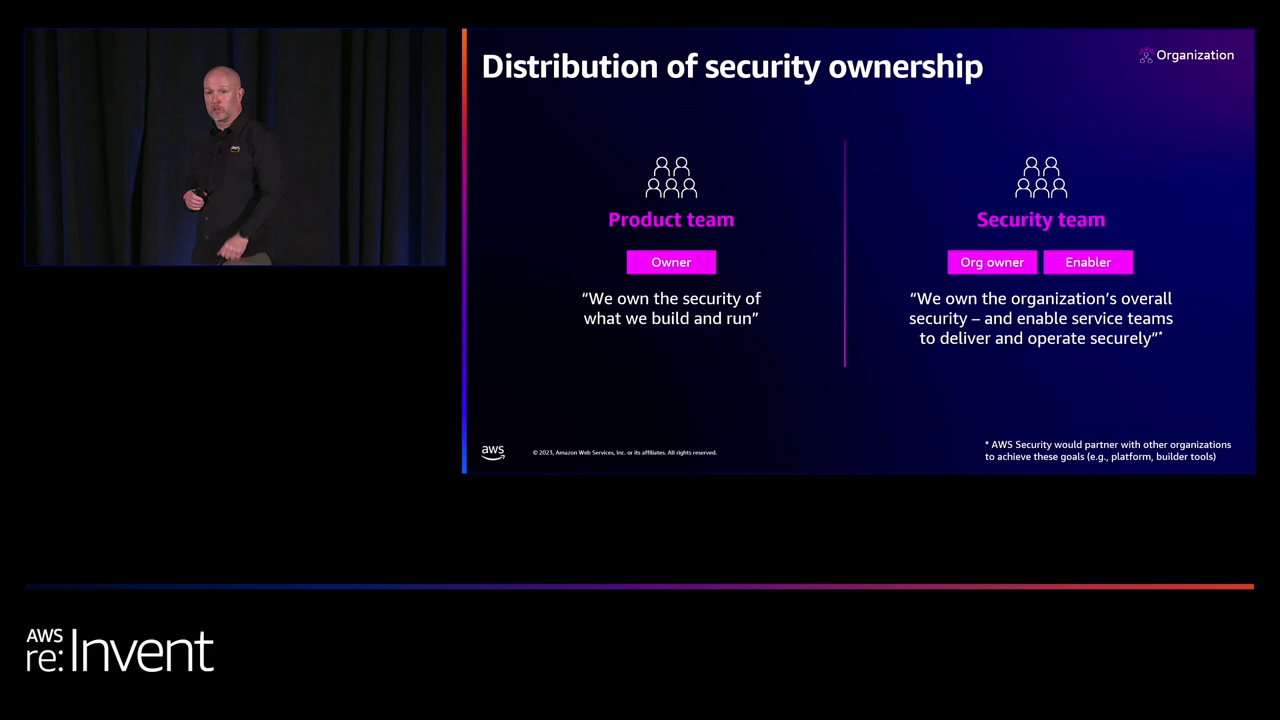 Distribution of security ownership
Organization
Product team
Owner
“We own the security of
what we build and run”
Security team
Org owner
Enabler
“We own the organization’s overall
security – and enable service teams
to deliver and operate securely”*
aws
© 2023, Amazon Web Services, Inc. or its affiliates. All rights reserved.
* AWS Security would partner with other organizations
to achieve these goals (e.g., platform, builder tools)
AWS
re:Invent
aws